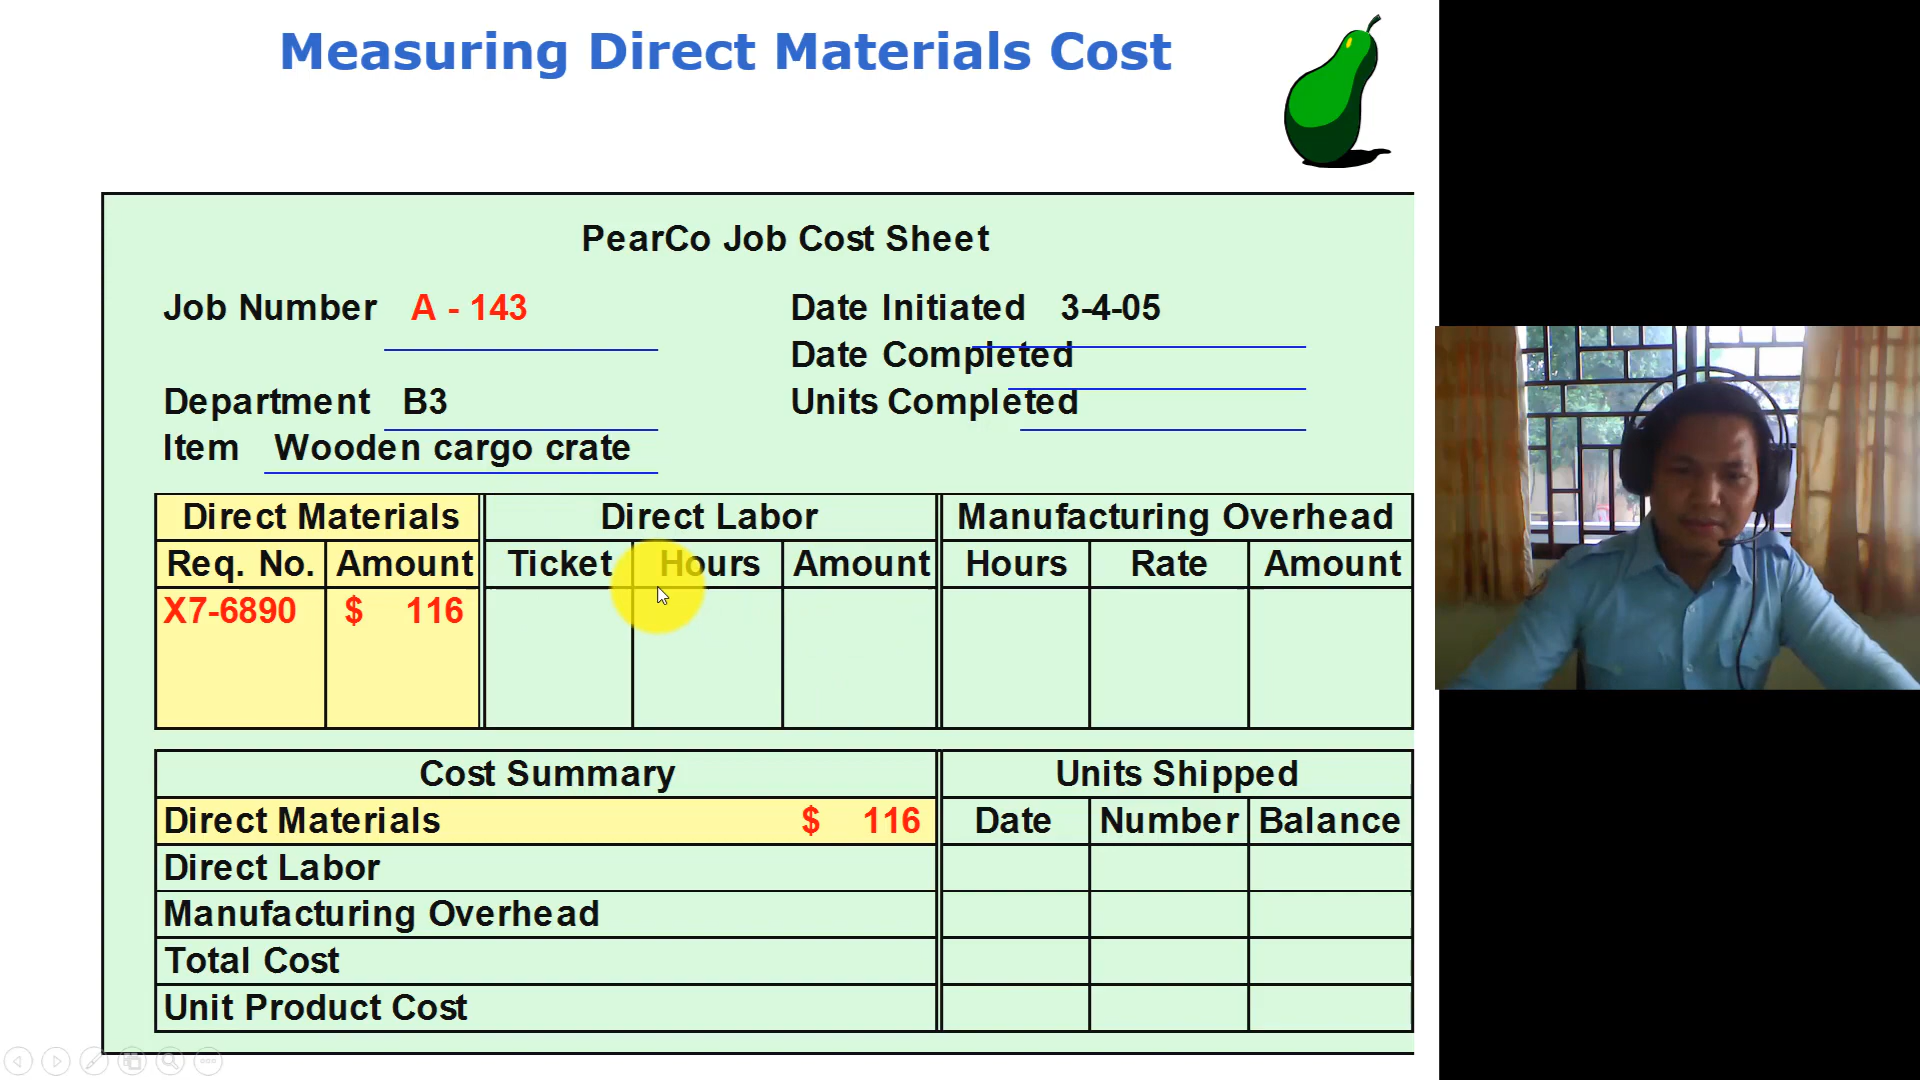 Measuring Direct Materials Cost
PearCo Job Cost Sheet
Job Number A - 143 Date Initiated 3-4-05
Date Completed
Department B3 Units Completed
Item Wooden cargo crate
Direct Materials Direct Labor Manufacturing Overhead
Req. No. Amount Ticket Hours Amount Hours Rate Amount
X7-6890 $ 116
Cost Summary Units Shipped
Direct Materials $ 116 Date Number Balance
Direct Labor
Manufacturing Overhead
Total Cost
Unit Product Cost